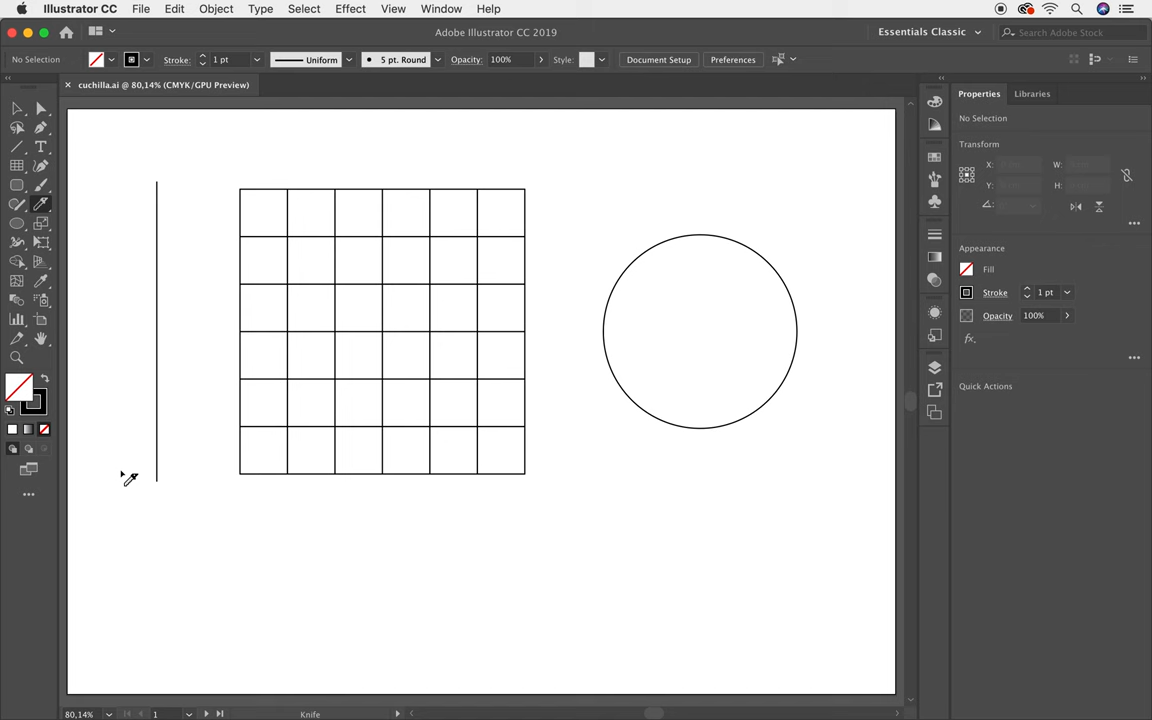 Illustrator CC File Edit Object Type Select Effect View Window Help
Adobe Illustrator CC 2019
Essentials Classic
Search Adobe Stock
No Selection Stroke: 1 pt Uniform 5 pt. Round Opacity: 100% Style: Document Setup Preferences
cuchilla.ai @ 80,14% (CMYK/GPU Preview)
Properties Libraries
No Selection
Transform
X: W:
Y: H:
Appearance
Fill
Stroke 1 pt
Opacity 100%
fx.
Quick Actions
80,14% 1 Knife